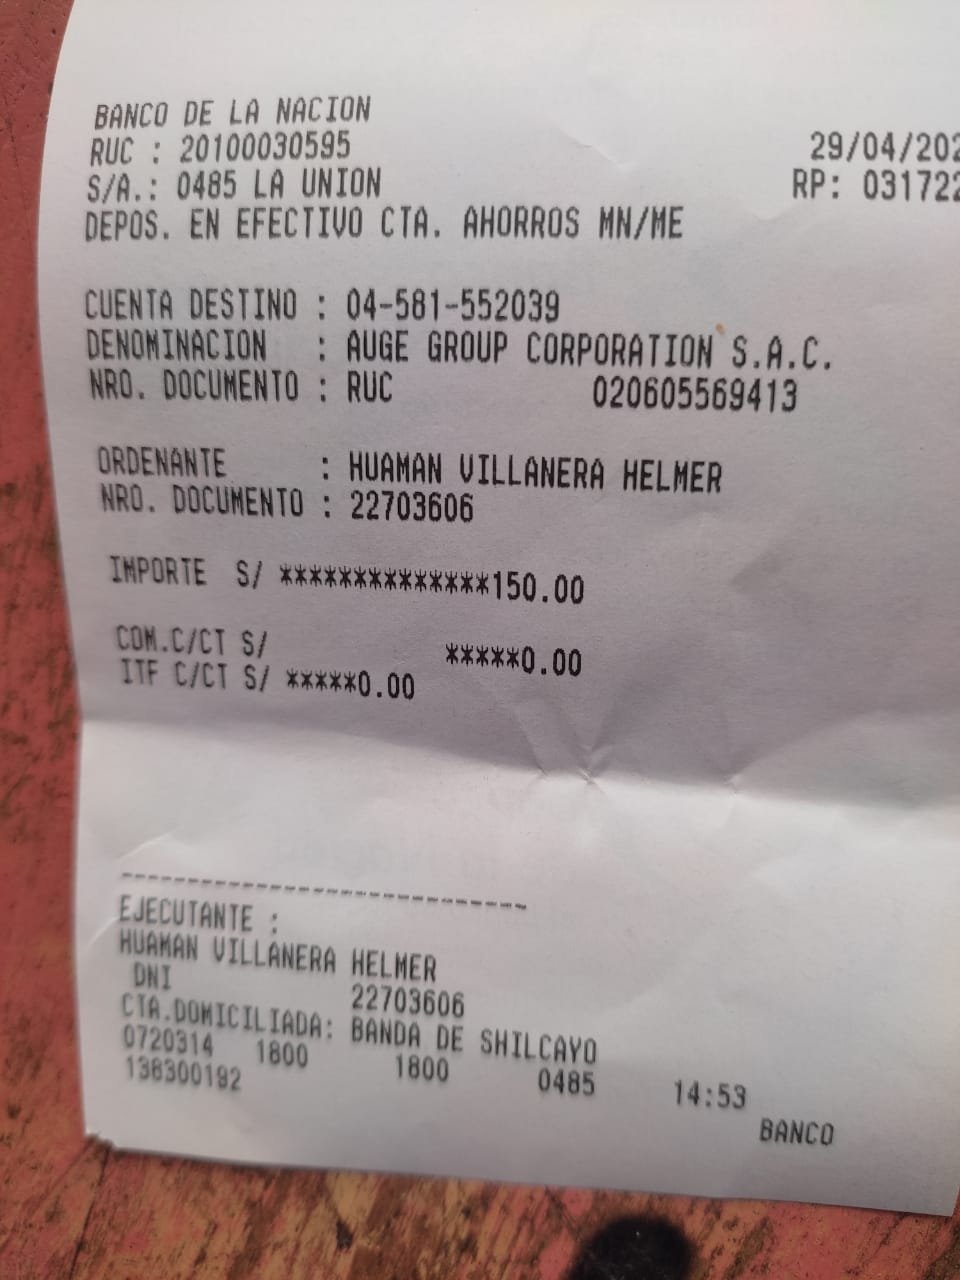 BANCO DE LA NACION
RUC : 20100030595 29/04/202
S/A.: 0485 LA UNION RP: 031722
DEPOS. EN EFECTIVO CTA. AHORROS MN/ME
CUENTA DESTINO : 04-581-552039
DENOMINACION : AUGE GROUP CORPORATION S.A.C.
NRO. DOCUMENTO : RUC 020605569413
ORDENANTE : HUAMAN VILLANERA HELMER
NRO. DOCUMENTO : 22703606
IMPORTE S/ **************150.00
COM.C/CT S/ *****0.00
ITF C/CT S/ *****0.00
EJECUTANTE :
HUAMAN VILLANERA HELMER
DNI 22703606
CTA.DOMICILIADA: BANDA DE SHILCAYO
0720314 1800 1800 0485 14:53
138300192 BANCO